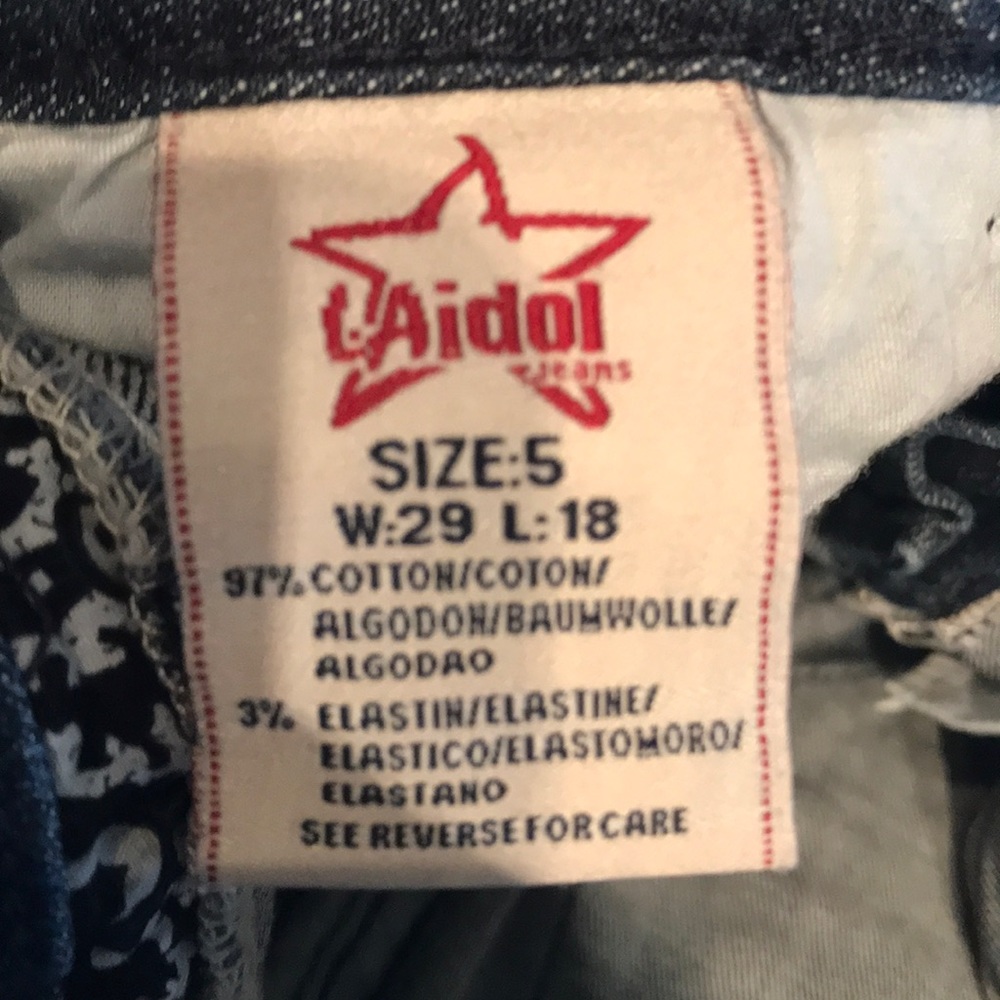 L'Aidol
Jeans
SIZE:5
W:29 L:18
97% COTTON/COTON/
ALGODON/BAUMWOLLE/
ALGODAO
3% ELASTIN/ELASTINE/
ELASTICO/ELASTOMORO/
ELASTANO
SEE REVERSE FOR CARE